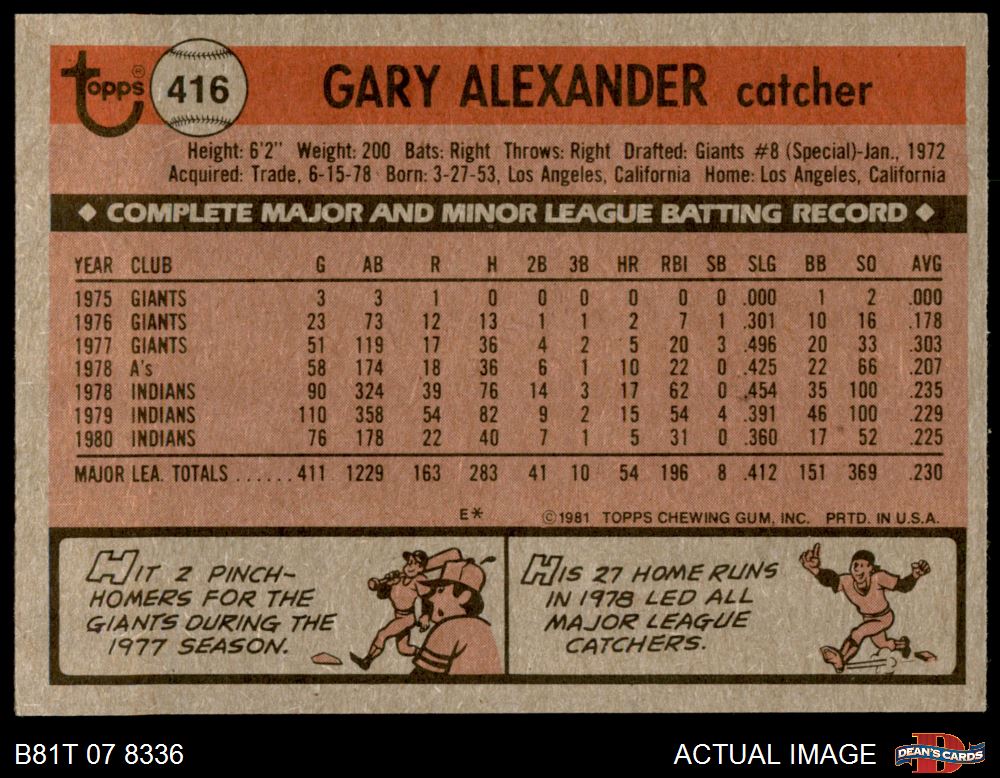 topps® 416 GARY ALEXANDER catcher
Height: 6'2" Weight: 200 Bats: Right Throws: Right Drafted: Giants #8 (Special)-Jan., 1972
Acquired: Trade, 6-15-78 Born: 3-27-53, Los Angeles, California Home: Los Angeles, California
◆ COMPLETE MAJOR AND MINOR LEAGUE BATTING RECORD ◆
YEAR CLUB G AB R H 2B 3B HR RBI SB SLG BB SO AVG
1975 GIANTS 3 3 1 0 0 0 0 0 0 .000 1 2 .000
1976 GIANTS 23 73 12 13 1 1 2 7 1 .301 10 16 .178
1977 GIANTS 51 119 17 36 4 2 5 20 3 .496 20 33 .303
1978 A's 58 174 18 36 6 1 10 22 0 .425 22 66 .207
1978 INDIANS 90 324 39 76 14 3 17 62 0 .454 35 100 .235
1979 INDIANS 110 358 54 82 9 2 15 54 4 .391 46 100 .229
1980 INDIANS 76 178 22 40 7 1 5 31 0 .360 17 52 .225
MAJOR LEA. TOTALS ......411 1229 163 283 41 10 54 196 8 .412 151 369 .230
E* ©1981 TOPPS CHEWING GUM, INC. PRTD. IN U.S.A.
HIT 2 PINCH-
HOMERS FOR THE
GIANTS DURING THE
1977 SEASON.
HIS 27 HOME RUNS
IN 1978 LED ALL
MAJOR LEAGUE
CATCHERS.
B81T 07 8336 ACTUAL IMAGE DEAN'S CARDS